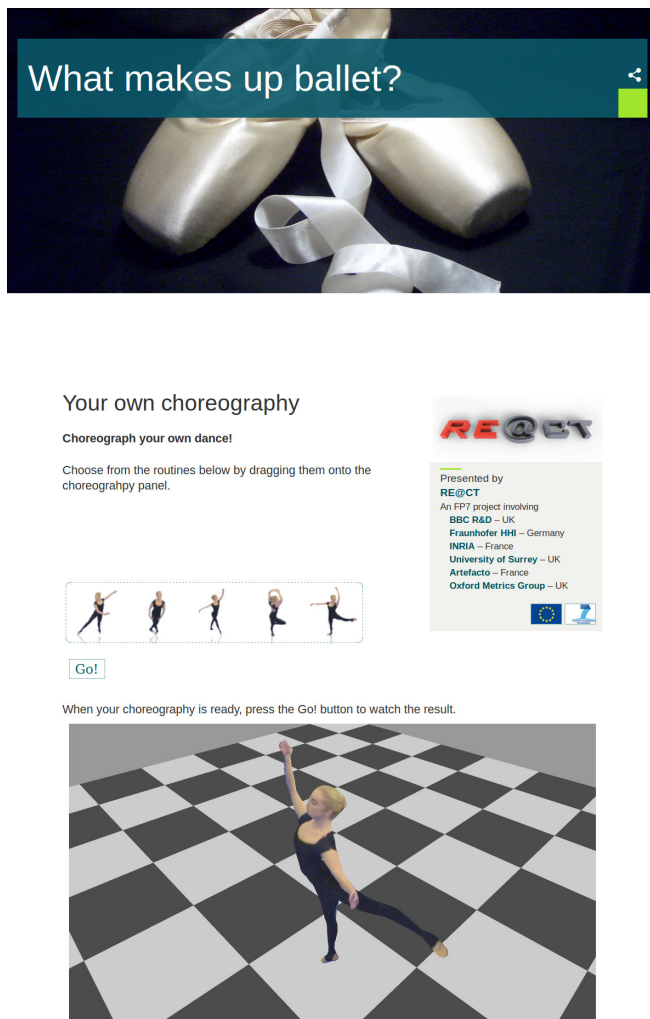 What makes up ballet?
Your own choreography
Choreograph your own dance!
Choose from the routines below by dragging them onto the
choreograhpy panel.
Go!
When your choreography is ready, press the Go! button to watch the result.
RE@CT
Presented by
RE@CT
An FP7 project involving
BBC R&D – UK
Fraunhofer HHI – Germany
INRIA – France
University of Surrey – UK
Artefacto – France
Oxford Metrics Group – UK